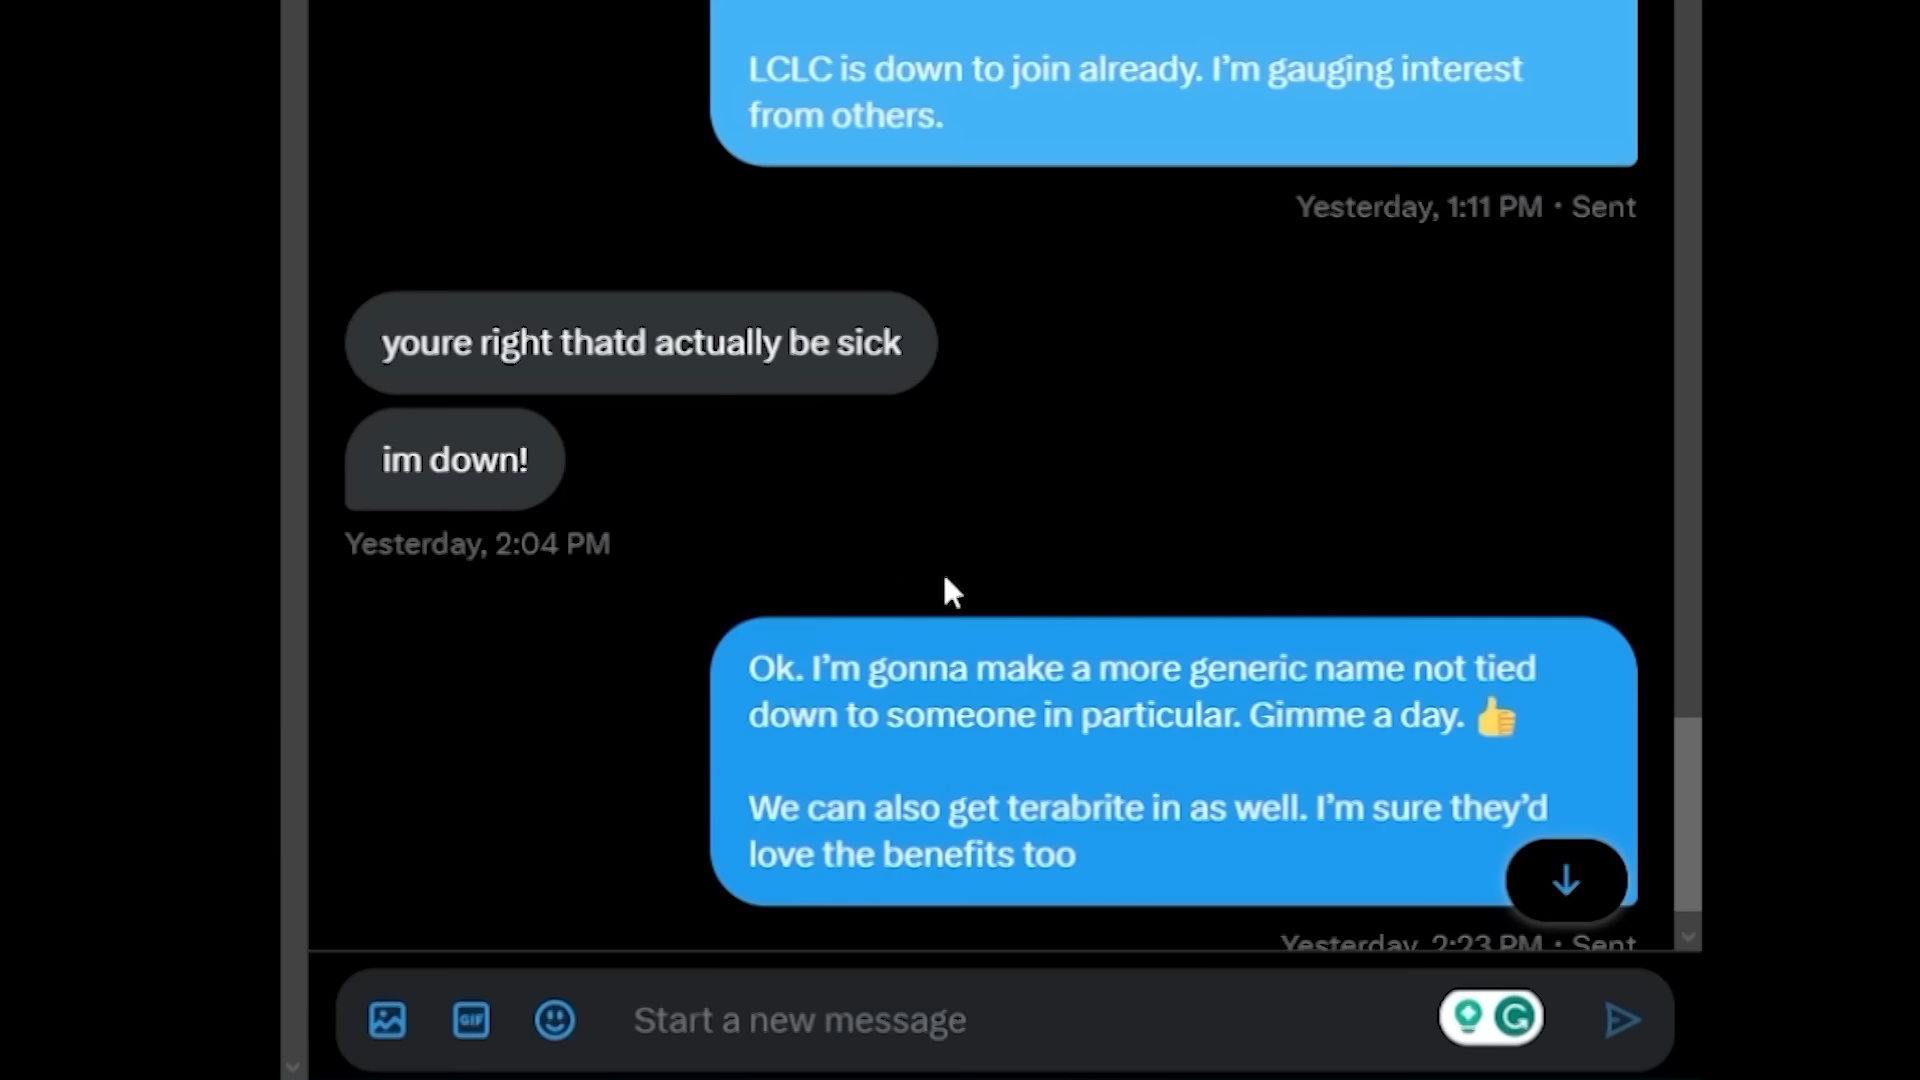 LCLC is down to join already. I'm gauging interest
from others.
Yesterday, 1:11 PM · Sent
youre right thatd actually be sick
im down!
Yesterday, 2:04 PM
Ok. I'm gonna make a more generic name not tied
down to someone in particular. Gimme a day. 👍
We can also get terabrite in as well. I'm sure they'd
love the benefits too
Yesterday, 2:23 PM · Sent
GIF
Start a new message